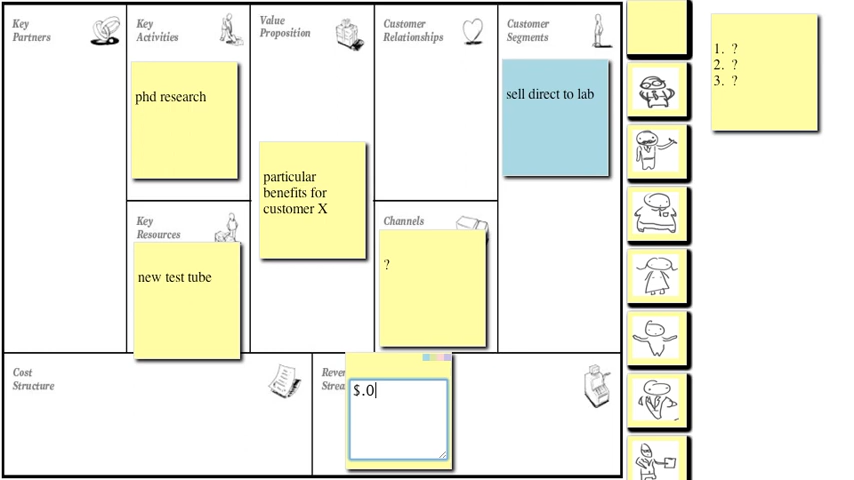 Key
Partners
Key
Activities
Value
Proposition
Customer
Relationships
Customer
Segments
phd research
sell direct to lab
particular
benefits for
customer X
Key
Resources
new test tube
Channels
?
Cost
Structure
Reve
Strea
$.0
1. ?
2. ?
3. ?